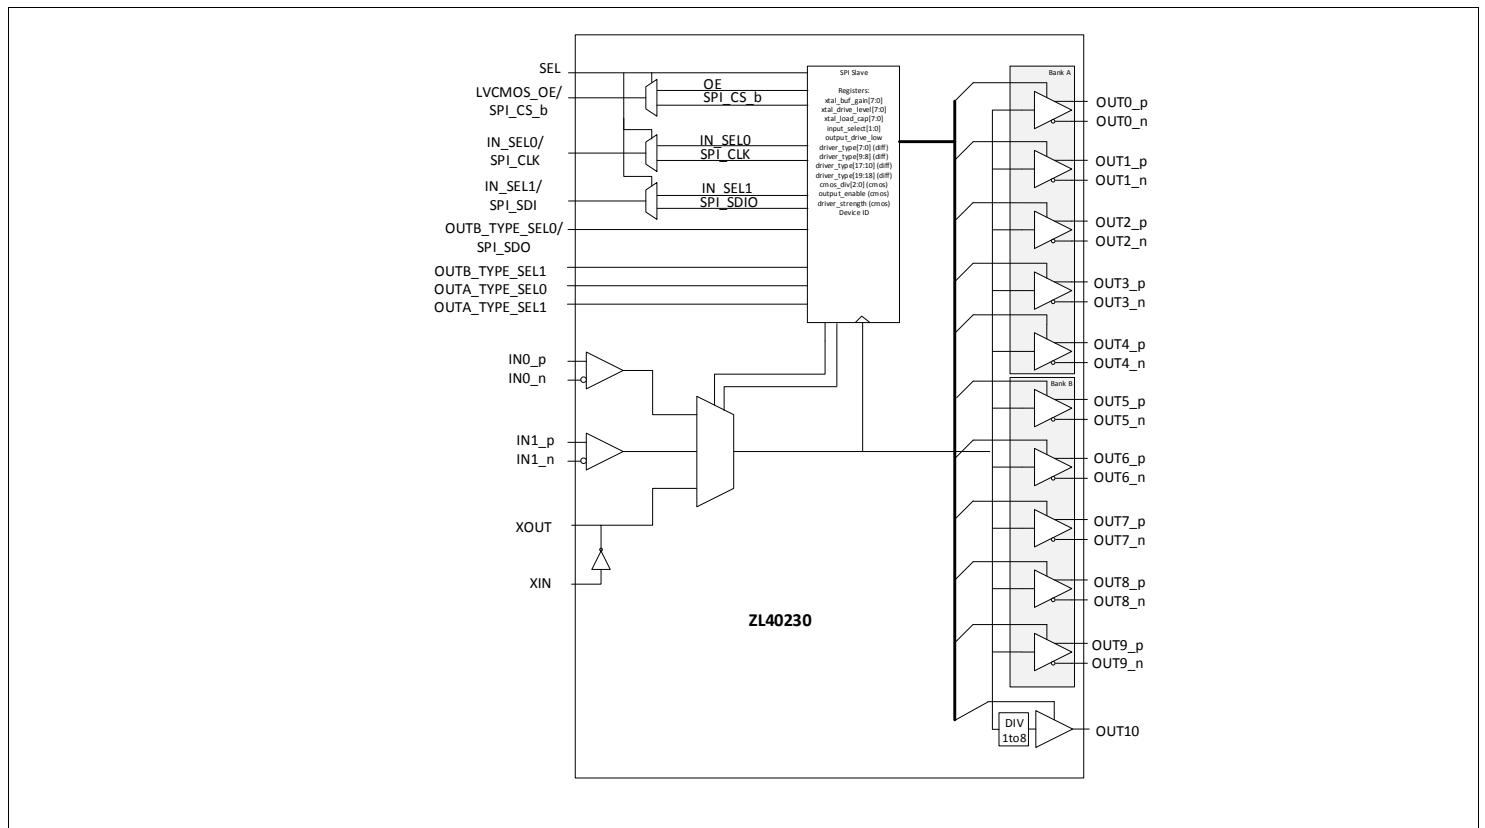 SEL
LVCMOS_OE/
SPI_CS_b
IN_SEL0/
SPI_CLK
IN_SEL1/
SPI_SDI
OUTB_TYPE_SEL0/
SPI_SDO
OUTB_TYPE_SEL1
OUTA_TYPE_SEL0
OUTA_TYPE_SEL1
IN0_p
IN0_n
IN1_p
IN1_n
XOUT
XIN
OE
SPI_CS_b
IN_SEL0
SPI_CLK
IN_SEL1
SPI_SDIO
SPI Slave
Registers:
xtal_buf_gain[7:0]
xtal_drive_level[7:0]
xtal_load_cap[7:0]
input_select[1:0]
output_drive_low
driver_type[7:0] (diff)
driver_type[9:8] (diff)
driver_type[17:10] (diff)
driver_type[19:18] (diff)
cmos_div[2:0] (cmos)
output_enable (cmos)
driver_strength (cmos)
Device ID
ZL40230
Bank A
OUT0_p
OUT0_n
OUT1_p
OUT1_n
OUT2_p
OUT2_n
OUT3_p
OUT3_n
OUT4_p
OUT4_n
Bank B
OUT5_p
OUT5_n
OUT6_p
OUT6_n
OUT7_p
OUT7_n
OUT8_p
OUT8_n
OUT9_p
OUT9_n
DIV
1to8
OUT10